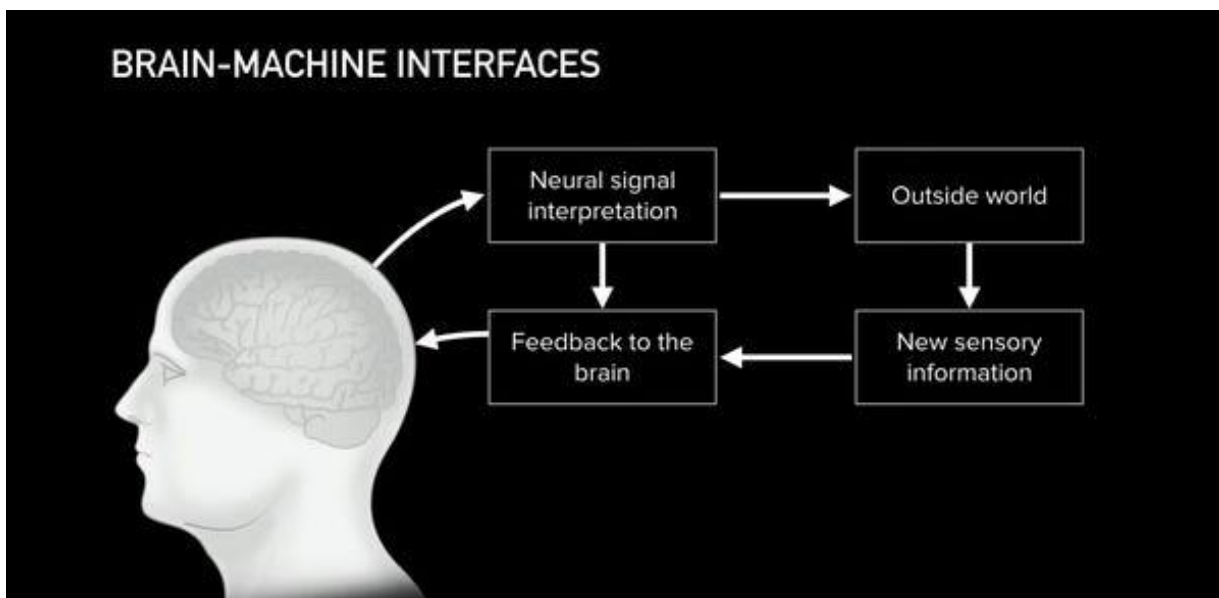 BRAIN-MACHINE INTERFACES
Neural signal
interpretation
Outside world
Feedback to the
brain
New sensory
information